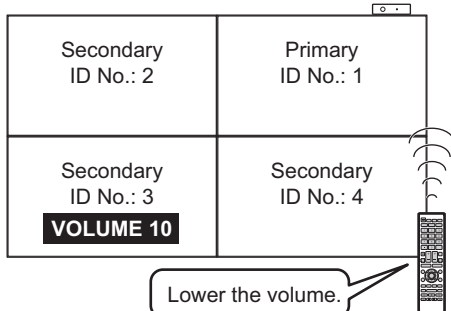 Secondary
ID No.: 2
Primary
ID No.: 1
Secondary
ID No.: 3
VOLUME 10
Secondary
ID No.: 4
Lower the volume.